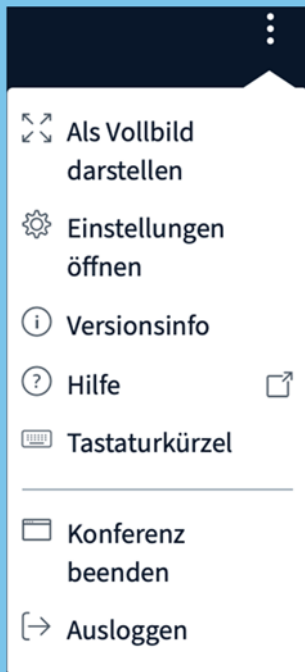 Als Vollbild
darstellen
Einstellungen
öffnen
Versionsinfo
Hilfe
Tastaturkürzel
Konferenz
beenden
Ausloggen